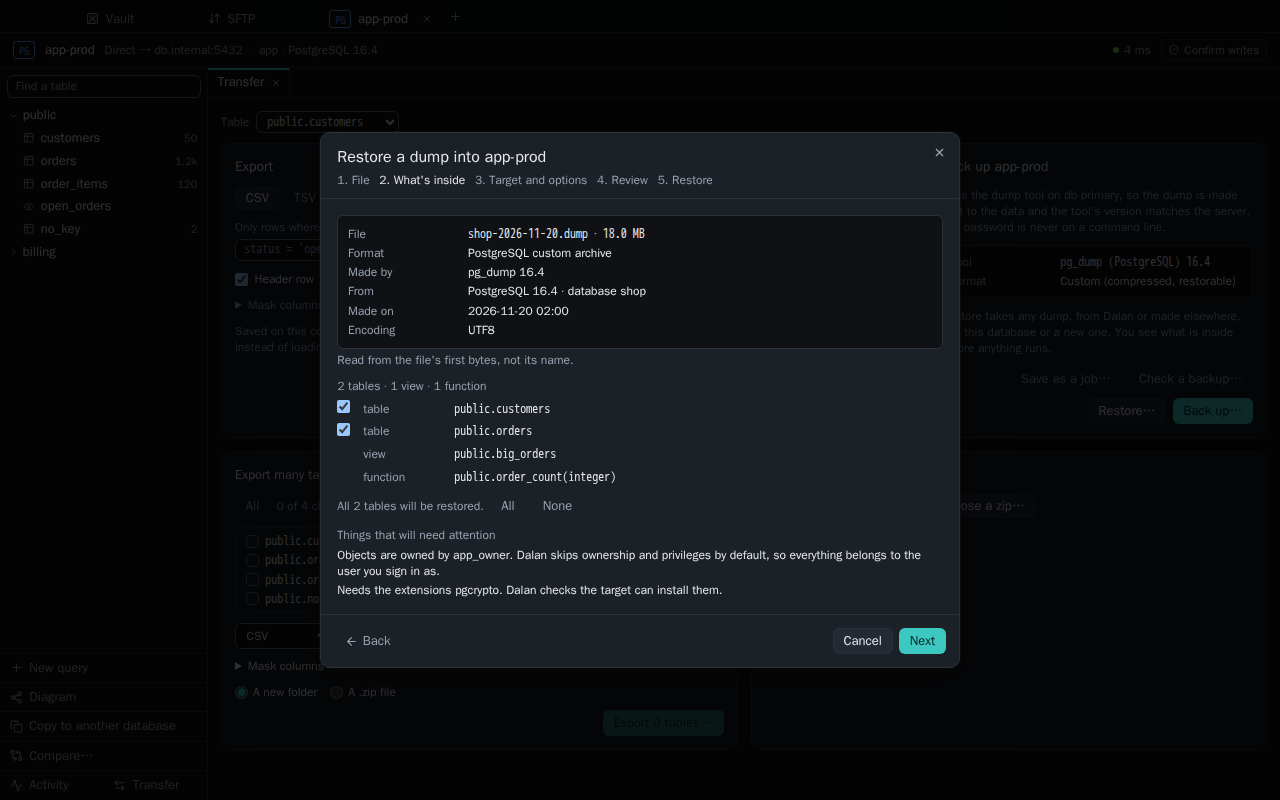 Vault
SFTP
PG app-prod × +
PG app-prod Direct → db.internal:5432 · app · PostgreSQL 16.4
4 ms
Confirm writes
Find a table
Transfer ×
public
customers 50
orders 1.2k
order_items 120
open_orders
no_key 2
billing
Table public.customers
Export
CSV TSV
Only rows where
status = 'ope
Header row
Mask column
Saved on this co
instead of loadin
ck up app-prod
s the dump tool on db-primary, so the dump is made
t to the data and the tool's version matches the server.
password is never on a command line.
ool pg_dump (PostgreSQL) 16.4
rmat Custom (compressed, restorable)
tore takes any dump, from Dalan or made elsewhere,
this database or a new one. You see what is inside
ore anything runs.
Save as a job··· Check a backup···
Restore··· Back up···
Restore a dump into app-prod ×
1. File 2. What's inside 3. Target and options 4. Review 5. Restore
File shop-2026-11-20.dump · 18.0 MB
Format PostgreSQL custom archive
Made by pg_dump 16.4
From PostgreSQL 16.4 · database shop
Made on 2026-11-20 02:00
Encoding UTF8
Read from the file's first bytes, not its name.
2 tables · 1 view · 1 function
table public.customers
table public.orders
view public.big_orders
function public.order_count(integer)
All 2 tables will be restored. All None
Things that will need attention
Objects are owned by app_owner. Dalan skips ownership and privileges by default, so everything belongs to the
user you sign in as.
Needs the extensions pgcrypto. Dalan checks the target can install them.
← Back
Cancel
Next
Export many ta
All 0 of 4 c
public.cu
public.or
public.or
public.no
CSV
Mask columns
A new folder A .zip file
Export 0 tables···
ose a zip···
New query
Diagram
Copy to another database
Compare···
Activity
Transfer